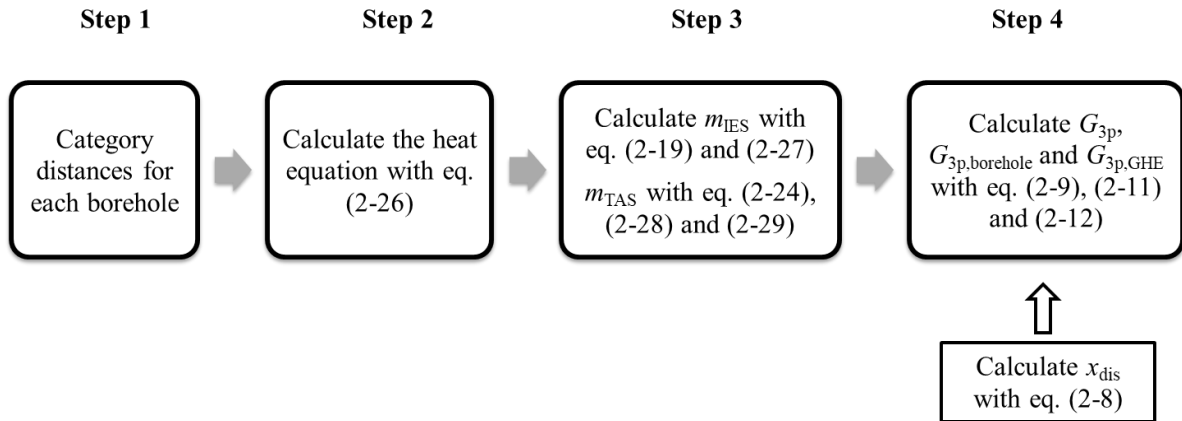 Step 1
Step 2
Step 3
Step 4
Category
distances for
each borehole
Calculate the heat
equation with eq.
(2-26)
Calculate m_IES with
eq. (2-19) and (2-27)
m_TAS with eq. (2-24),
(2-28) and (2-29)
Calculate G_3p,
G_3p,borehole and G_3p,GHE
with eq. (2-9), (2-11)
and (2-12)
Calculate x_dis
with eq. (2-8)